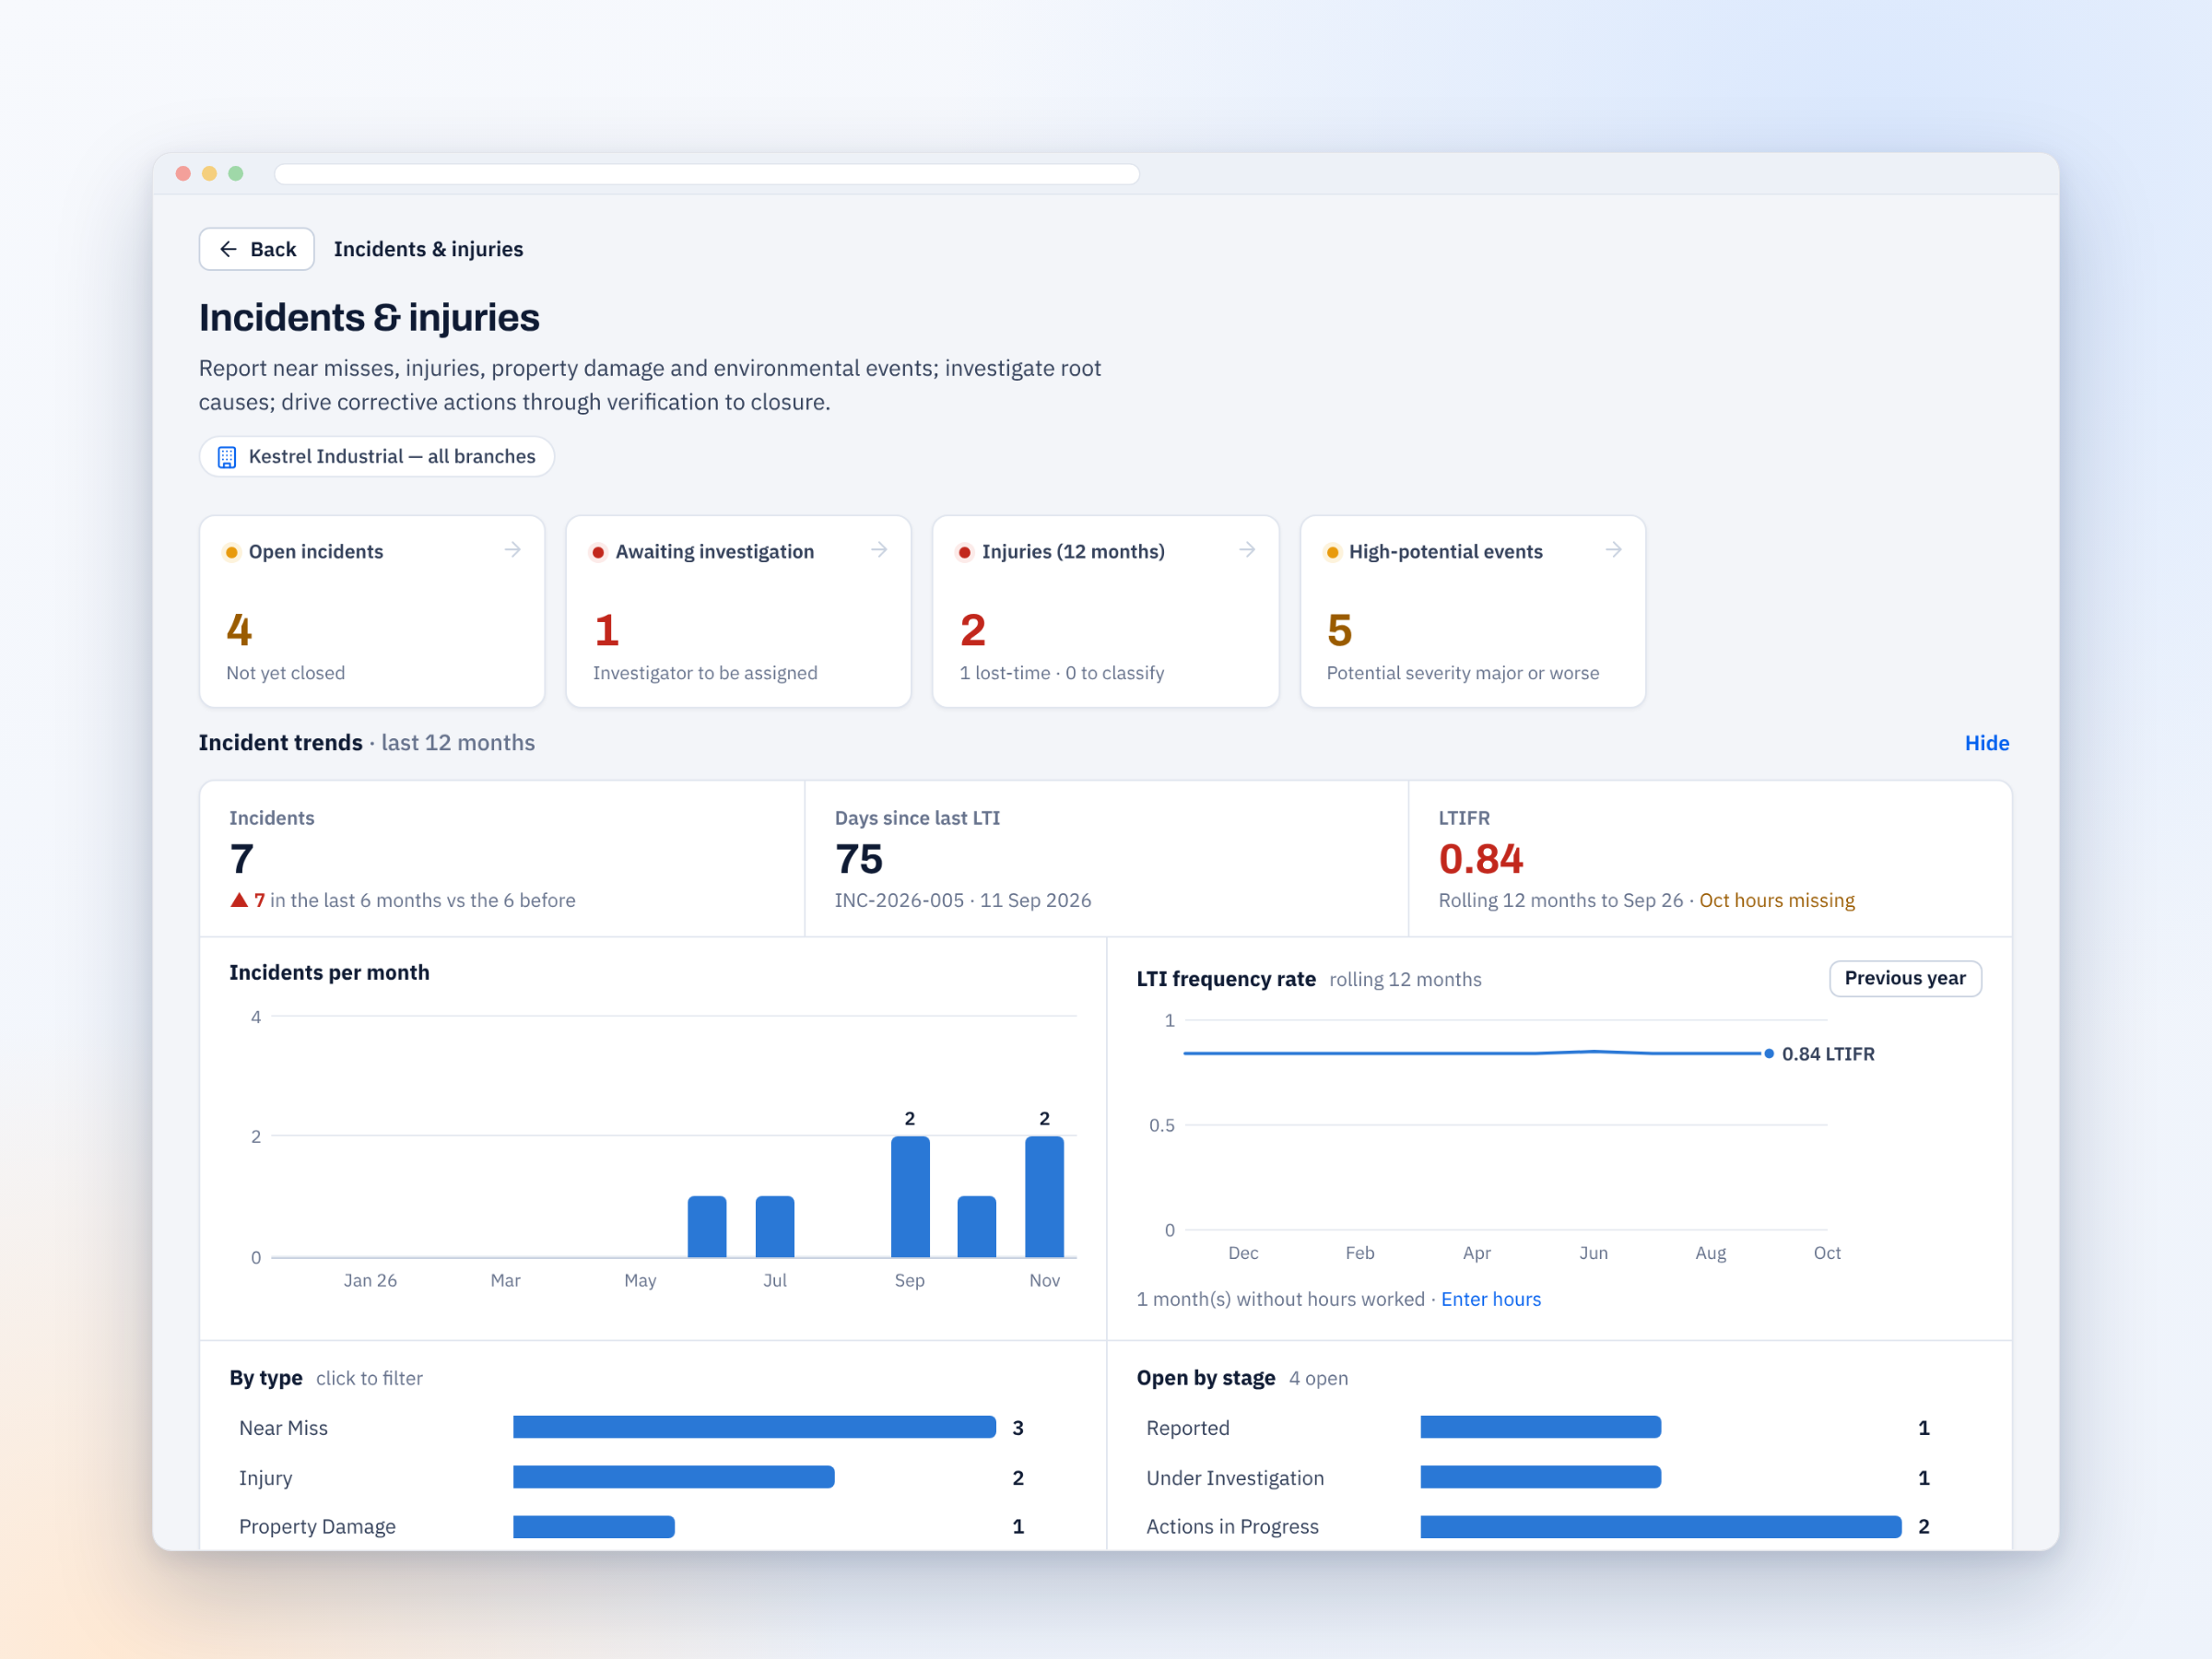 Back
Incidents & injuries
Incidents & injuries
Report near misses, injuries, property damage and environmental events; investigate root
causes; drive corrective actions through verification to closure.
Kestrel Industrial — all branches
Open incidents
4
Not yet closed
Awaiting investigation
1
Investigator to be assigned
Injuries (12 months)
2
1 lost-time · 0 to classify
High-potential events
5
Potential severity major or worse
Incident trends · last 12 months
Hide
Incidents
7
▲ 7 in the last 6 months vs the 6 before
Days since last LTI
75
INC-2026-005 · 11 Sep 2026
LTIFR
0.84
Rolling 12 months to Sep 26 · Oct hours missing
Incidents per month
4
2
0
2
2
Jan 26
Mar
May
Jul
Sep
Nov
LTI frequency rate rolling 12 months
Previous year
1
0.5
0
0.84 LTIFR
Dec
Feb
Apr
Jun
Aug
Oct
1 month(s) without hours worked · Enter hours
By type click to filter
Near Miss 3
Injury 2
Property Damage 1
Open by stage 4 open
Reported 1
Under Investigation 1
Actions in Progress 2